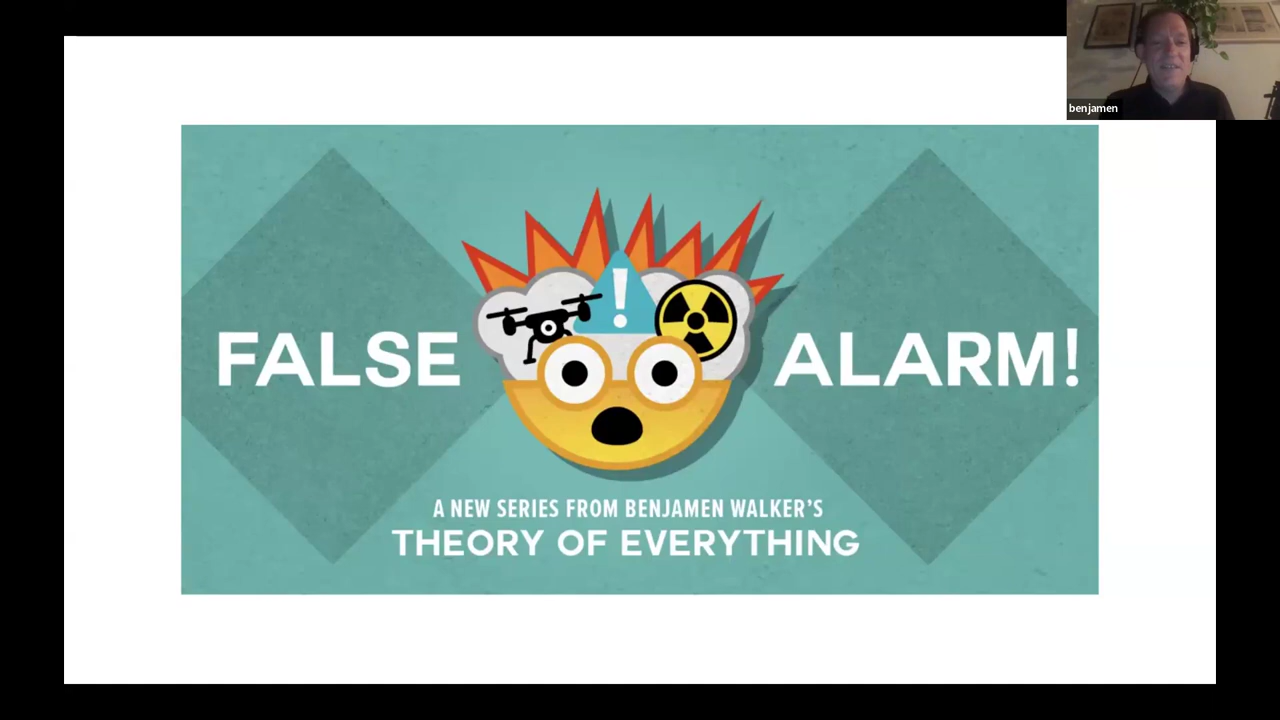 benjamen
FALSE ALARM!
!
A NEW SERIES FROM BENJAMEN WALKER'S
THEORY OF EVERYTHING